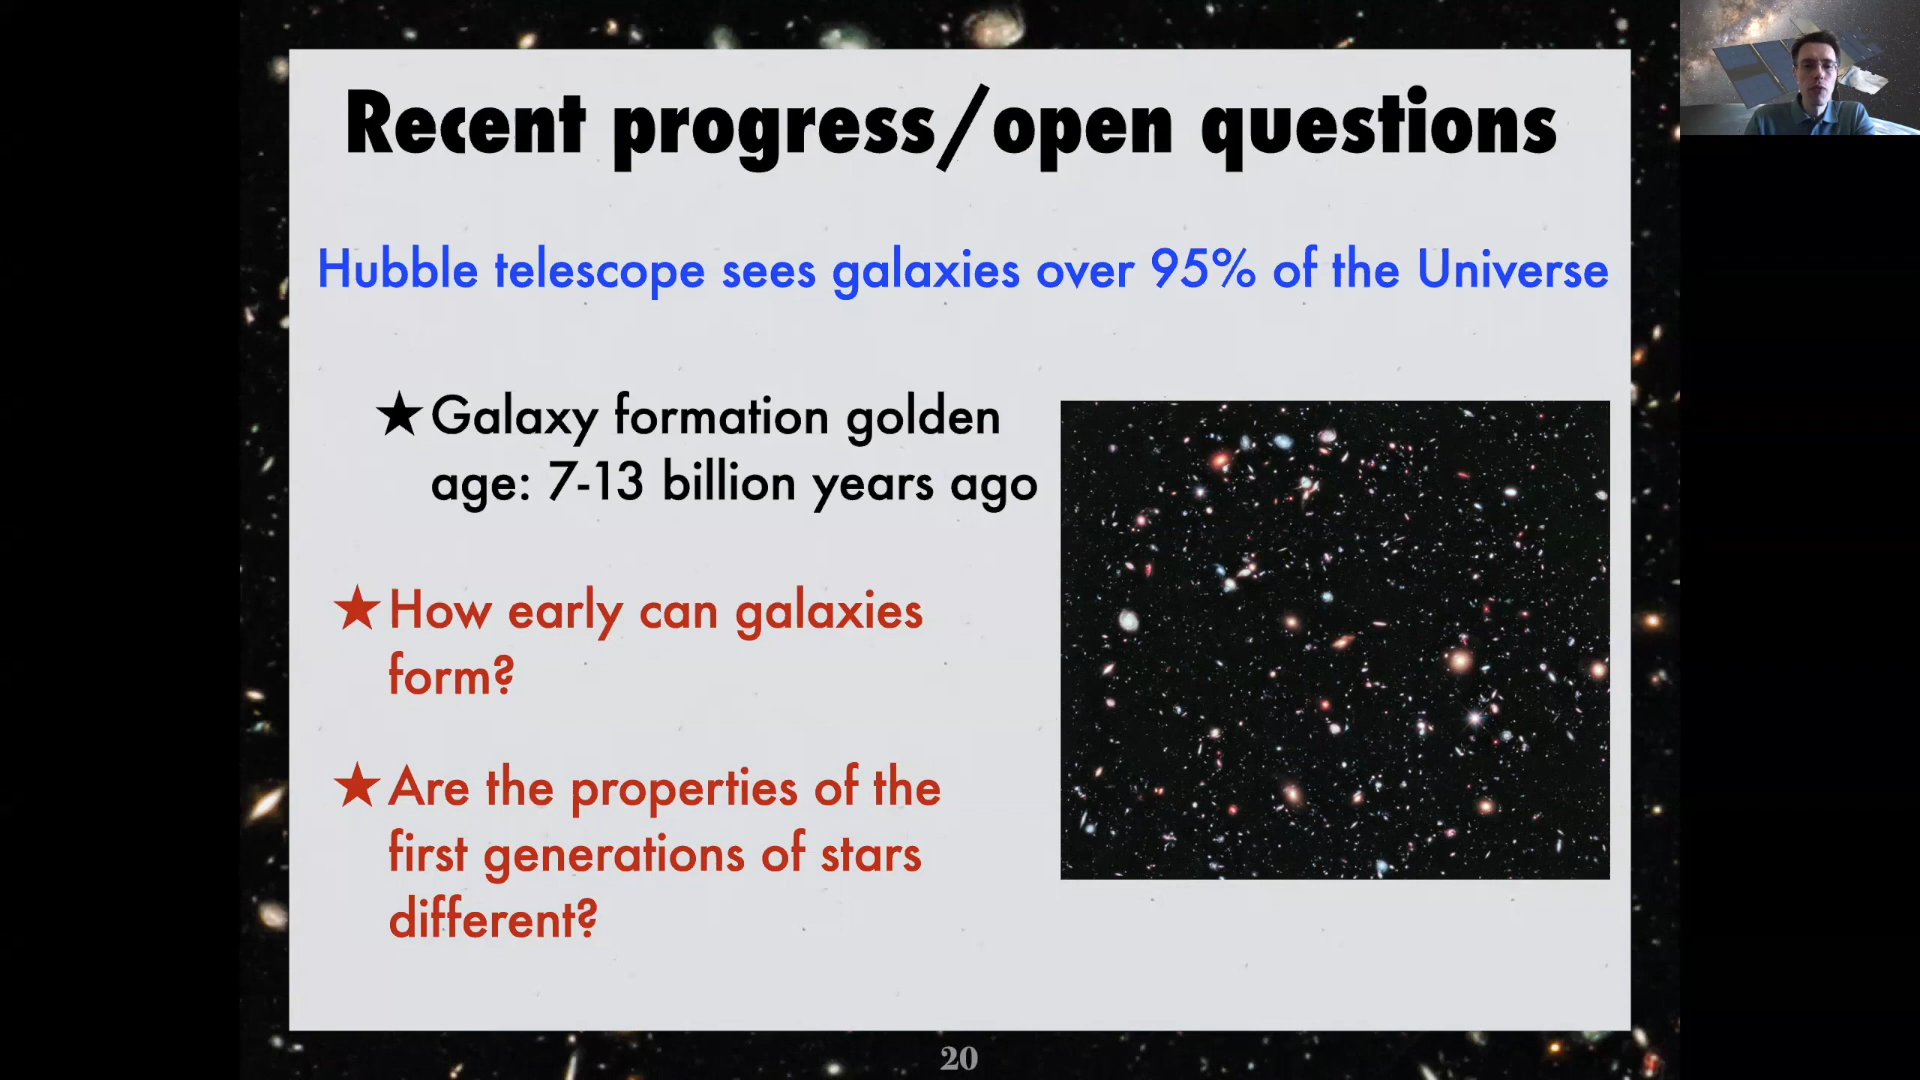 Recent progress/open questions
Hubble telescope sees galaxies over 95% of the Universe
★Galaxy formation golden
age: 7-13 billion years ago
★How early can galaxies
form?
★Are the properties of the
first generations of stars
different?
20